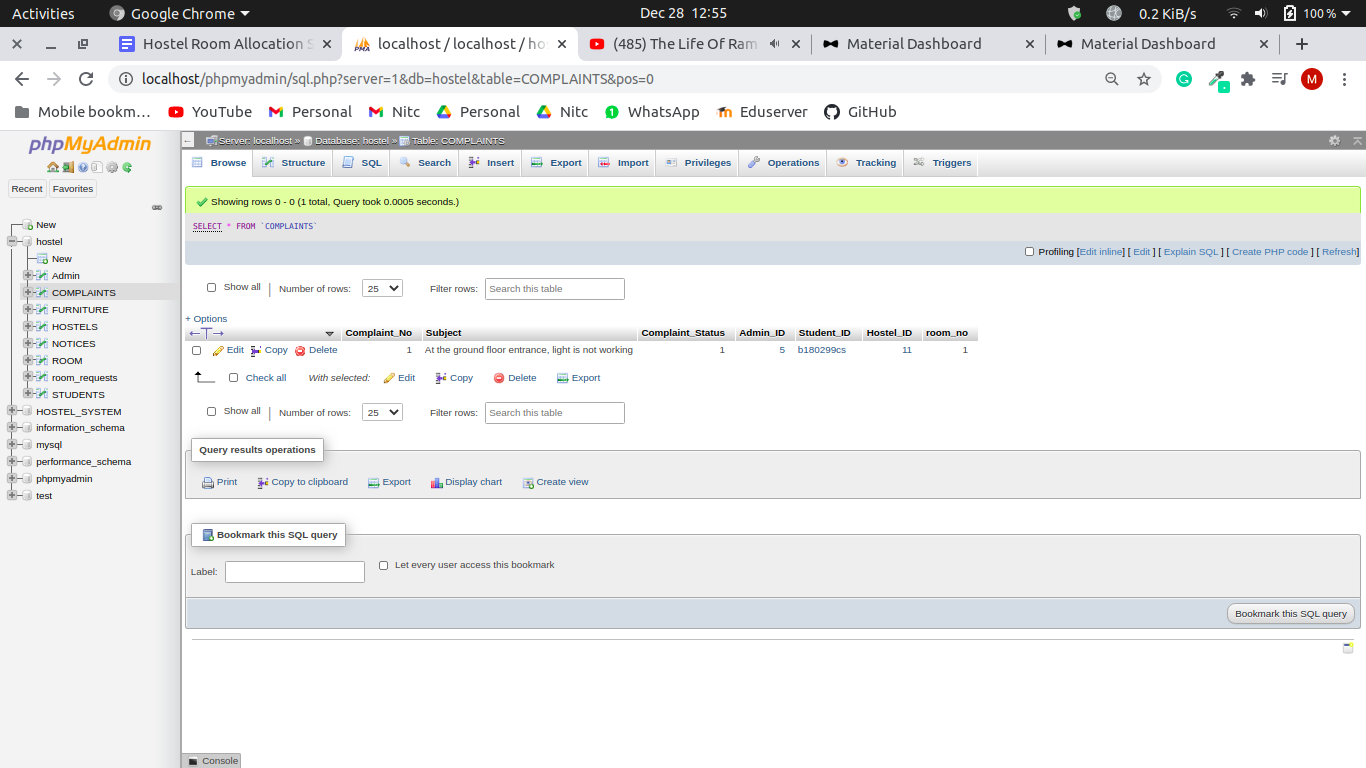 Activities Google Chrome Dec 28 12:55 0.2 KiB/s 100 %
Hostel Room Allocation S localhost / localhost / ho (485) The Life Of Ram Material Dashboard Material Dashboard
localhost/phpmyadmin/sql.php?server=1&db=hostel&table=COMPLAINTS&pos=0 M
Mobile bookm... YouTube Personal Nitc Personal Nitc WhatsApp Eduserver GitHub
phpMyAdmin
Recent Favorites
New
hostel
New
Admin
COMPLAINTS
FURNITURE
HOSTELS
NOTICES
ROOM
room_requests
STUDENTS
HOSTEL_SYSTEM
information_schema
mysql
performance_schema
phpmyadmin
test
Server: localhost » Database: hostel » Table: COMPLAINTS
Browse Structure SQL Search Insert Export Import Privileges Operations Tracking Triggers
Showing rows 0 - 0 (1 total, Query took 0.0005 seconds.)
SELECT * FROM `COMPLAINTS`
Profiling [Edit inline] [ Edit ] [ Explain SQL ] [ Create PHP code ] [ Refresh]
Show all | Number of rows: 25 Filter rows: Search this table
+ Options
←T→ Complaint_No Subject Complaint_Status Admin_ID Student_ID Hostel_ID room_no
Edit Copy Delete 1 At the ground floor entrance, light is not working 1 5 b180299cs 11 1
Check all With selected: Edit Copy Delete Export
Show all | Number of rows: 25 Filter rows: Search this table
Query results operations
Print Copy to clipboard Export Display chart Create view
Bookmark this SQL query
Label: Let every user access this bookmark
Bookmark this SQL query
Console